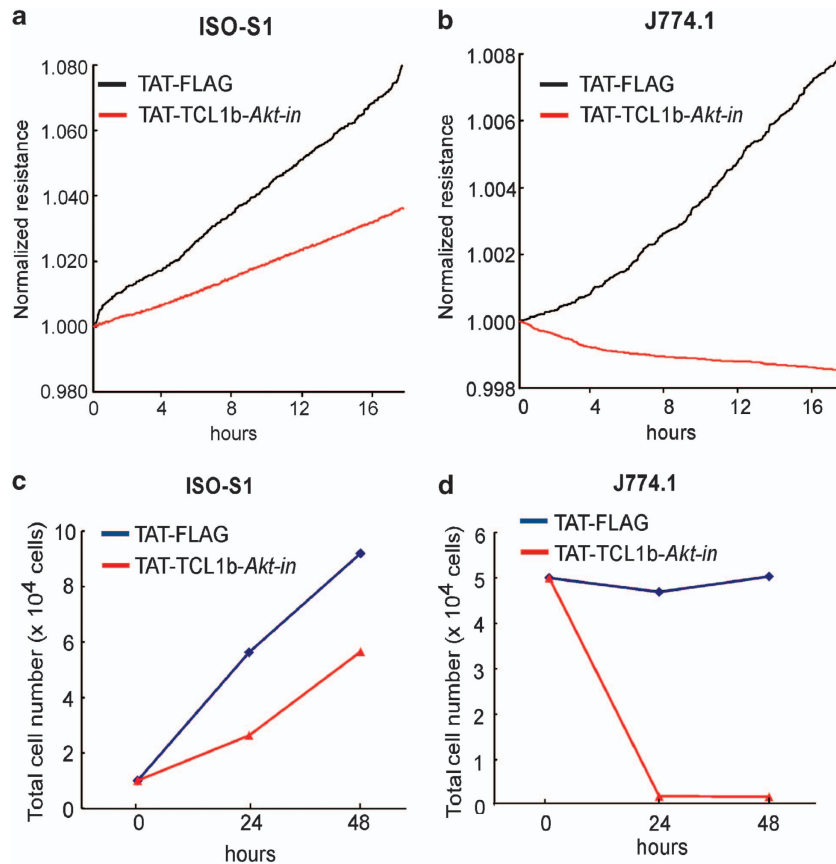 a
ISO-S1
TAT-FLAG
TAT-TCL1b-Akt-in
Normalized resistance
1.080
1.060
1.040
1.020
1.000
0.980
0 4 8 12 16
hours
b
J774.1
TAT-FLAG
TAT-TCL1b-Akt-in
Normalized resistance
1.008
1.006
1.004
1.002
1.000
0.998
0 4 8 12 16
hours
c
ISO-S1
TAT-FLAG
TAT-TCL1b-Akt-in
Total cell number (x 10⁴ cells)
10
8
6
4
2
0
0 24 48
hours
d
J774.1
TAT-FLAG
TAT-TCL1b-Akt-in
Total cell number (x 10⁴ cells)
6
5
4
3
2
1
0
0 24 48
hours